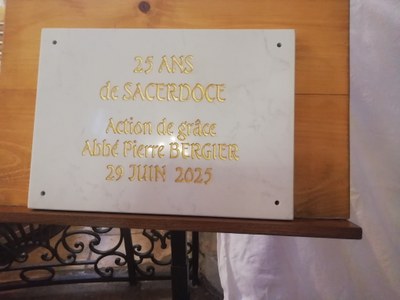 25 ANS
de SACERDOCE
Action de grâce
Abbé Pierre BERGIER
29 JUIN 2025